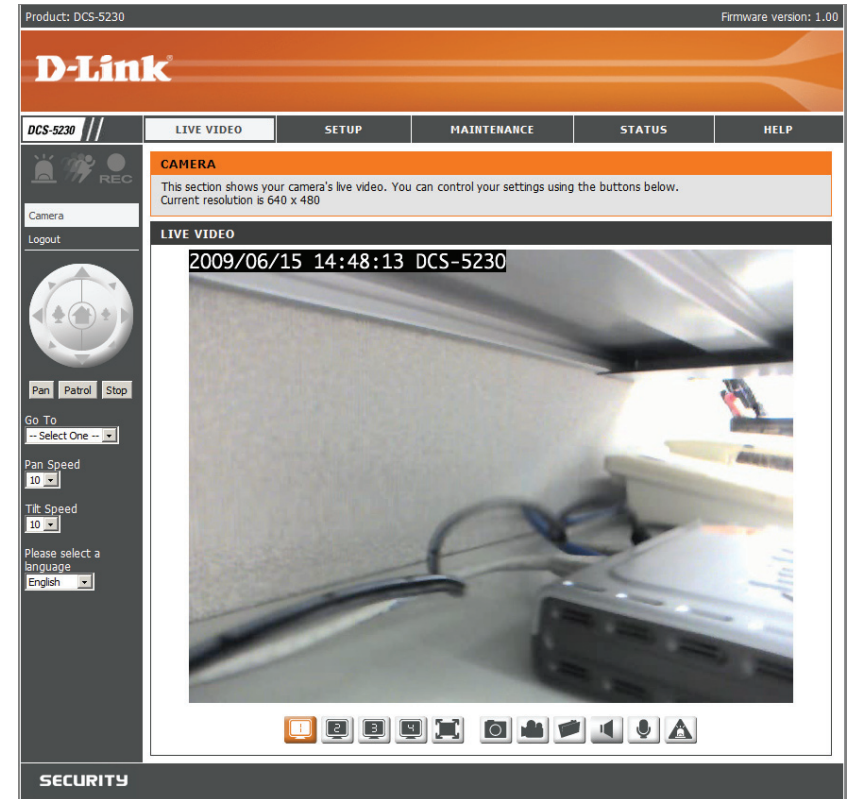 Product: DCS-5230 Firmware version: 1.00
D-Link
DCS-5230 LIVE VIDEO SETUP MAINTENANCE STATUS HELP
REC
Camera
Logout
Pan Patrol Stop
Go To
-- Select One --
Pan Speed
10
Tilt Speed
10
Please select a
language
English
CAMERA
This section shows your camera's live video. You can control your settings using the buttons below.
Current resolution is 640 x 480
LIVE VIDEO
2009/06/15 14:48:13 DCS-5230
1 2 3 4
SECURITY